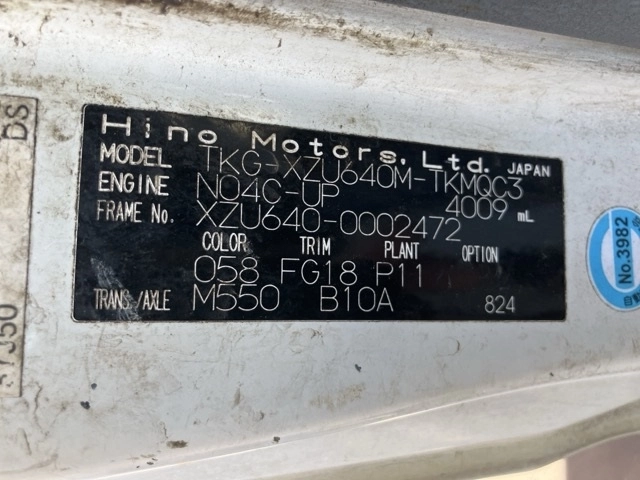 Hino Motors, Ltd. JAPAN
MODEL TKG-XZU640M-TKMQC3
ENGINE N04C-UP 4009 mL
FRAME No. XZU640-0002472
COLOR TRIM PLANT OPTION
058 FG18 P11
TRANS/AXLE M550 B10A 824
No.3982
DS